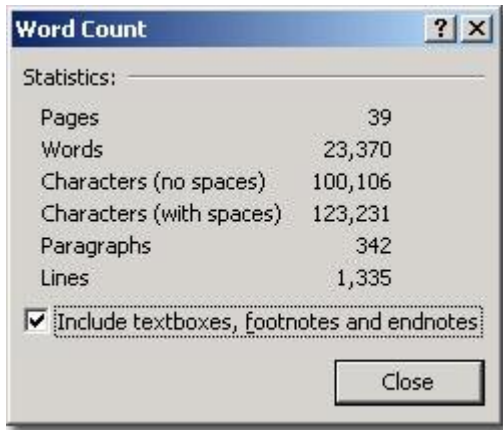 Word Count
Statistics:
Pages 39
Words 23,370
Characters (no spaces) 100,106
Characters (with spaces) 123,231
Paragraphs 342
Lines 1,335
Include textboxes, footnotes and endnotes
Close